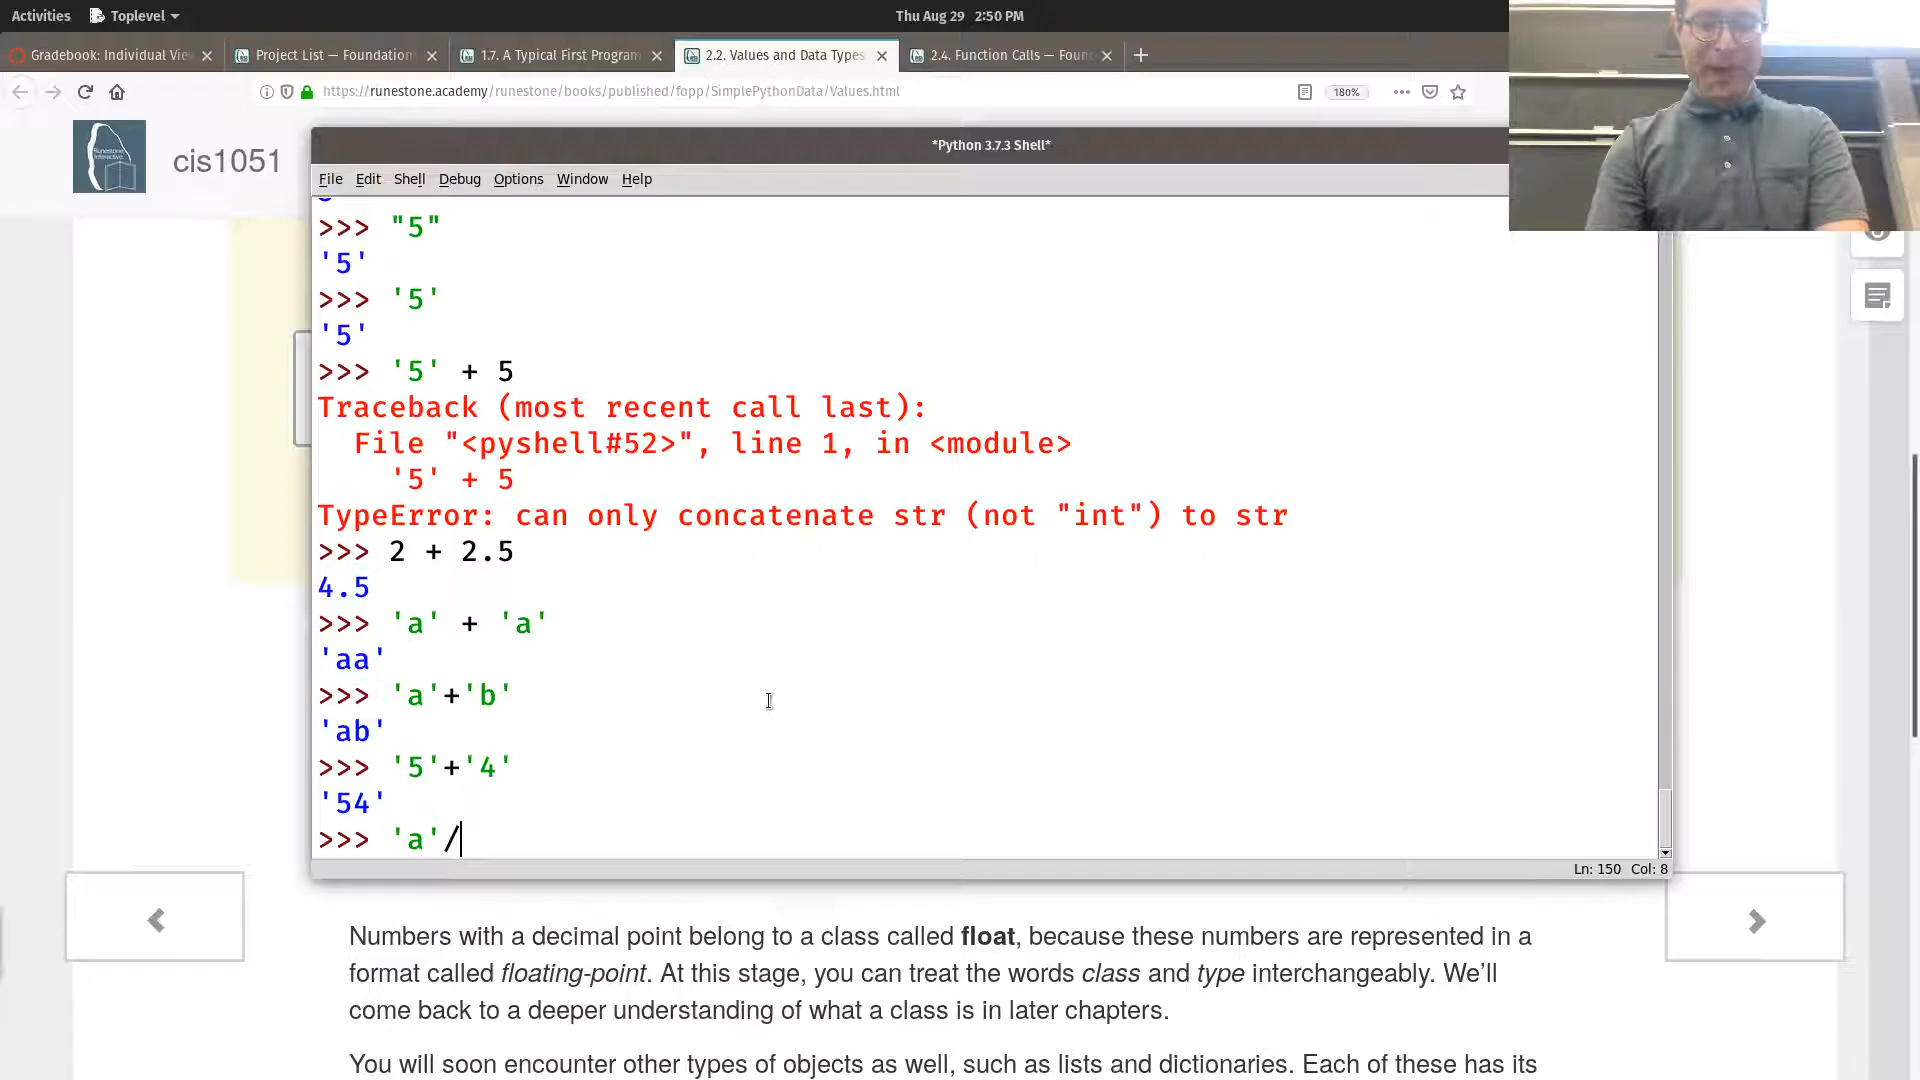 Activities
Toplevel
Thu Aug 29 2:50 PM
Gradebook: Individual Vie
Project List — Foundation
1.7. A Typical First Program
2.2. Values and Data Types
2.4. Function Calls — Foun
https://runestone.academy/runestone/books/published/fopp/SimplePythonData/Values.html
180%
Runestone
Interactive
cis1051
*Python 3.7.3 Shell*
File Edit Shell Debug Options Window Help
>>> "5"
'5'
>>> '5'
'5'
>>> '5' + 5
Traceback (most recent call last):
File "<pyshell#52>", line 1, in <module>
'5' + 5
TypeError: can only concatenate str (not "int") to str
>>> 2 + 2.5
4.5
>>> 'a' + 'a'
'aa'
>>> 'a'+'b'
'ab'
>>> '5'+'4'
'54'
>>> 'a'/
Ln: 150 Col: 8
Numbers with a decimal point belong to a class called float, because these numbers are represented in a
format called floating-point. At this stage, you can treat the words class and type interchangeably. We'll
come back to a deeper understanding of what a class is in later chapters.
You will soon encounter other types of objects as well, such as lists and dictionaries. Each of these has its